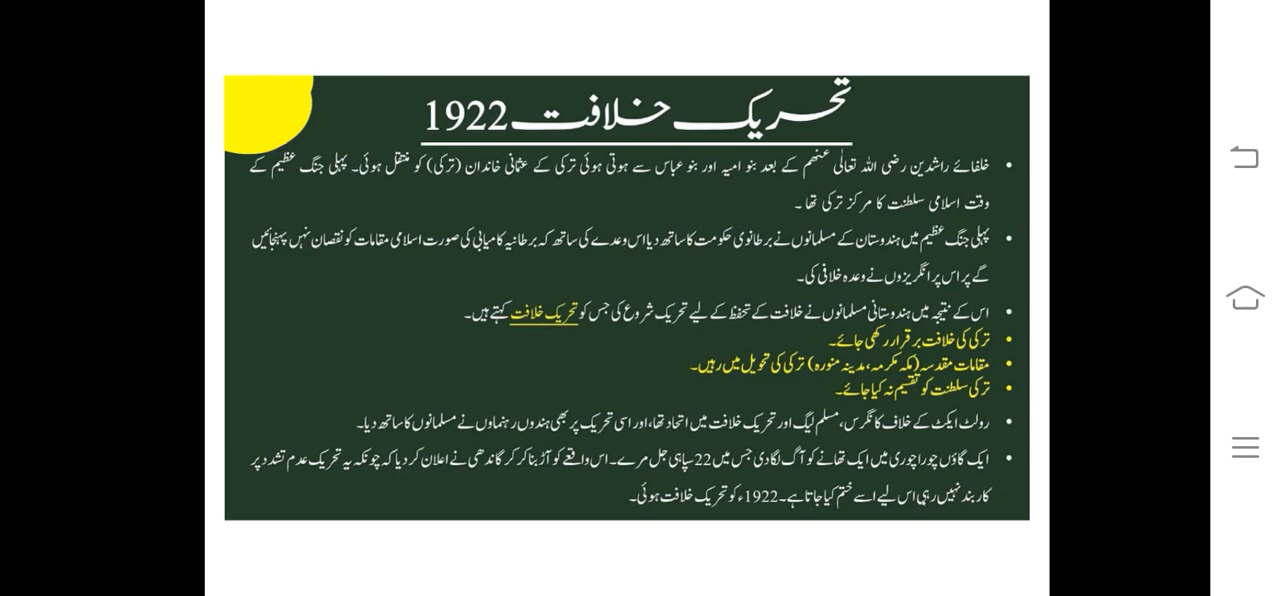 تحریک خلافت 1922
خلفائے راشدین رضی اللہ تعالٰی عنھم کے بعد بنو امیہ اور بنو عباس سے ہوتی ہوئی ترکی کے عثمانی خاندان (ترکی) کو منتقل ہوئی۔ پہلی جنگ عظیم کے
وقت اسلامی سلطنت کا مرکز ترکی تھا۔
پہلی جنگ عظیم میں ہندوستان کے مسلمانوں نے برطانوی حکومت کا ساتھ دیا اس وعدے کی ساتھ کہ برطانیہ کامیابی کی صورت اسلامی مقامات کو نقصان نہں پہنچائیں
گے پر اس پر انگریزوں نے وعدہ خلافی کی۔
اس کے نتیجہ میں ہندوستانی مسلمانوں نے خلافت کے تحفظ کے لیے تحریک شروع کی جس کو تحریک خلافت کہتے ہیں۔
ترکی کی خلافت برقرار رکھی جائے۔
مقامات مقدسہ (مکہ مکرمہ، مدینہ منورہ) ترکی کی تحویل میں رہیں۔
ترکی سلطنت کو تقسیم نہ کیا جائے۔
رولٹ ایکٹ کے خلاف کانگرس، مسلم لیگ اور تحریک خلافت میں اتحاد تھا، اور اسی تحریک پر بھی ہندوں رہنماوں نے مسلمانوں کا ساتھ دیا۔
ایک گاؤں چورا چوری میں ایک تھانے کو آگ لگا دی جس میں 22 سپاہی جل مرے۔ اس واقعے کو آڑ بنا کر کر گاندھی نے اعلان کر دیا کہ چونکہ یہ تحریک عدم تشدد پر
کاربند نہیں رہی اس لیے اسے ختم کیا جاتا ہے۔ 1922ء کو تحریک خلافت ہوئی۔